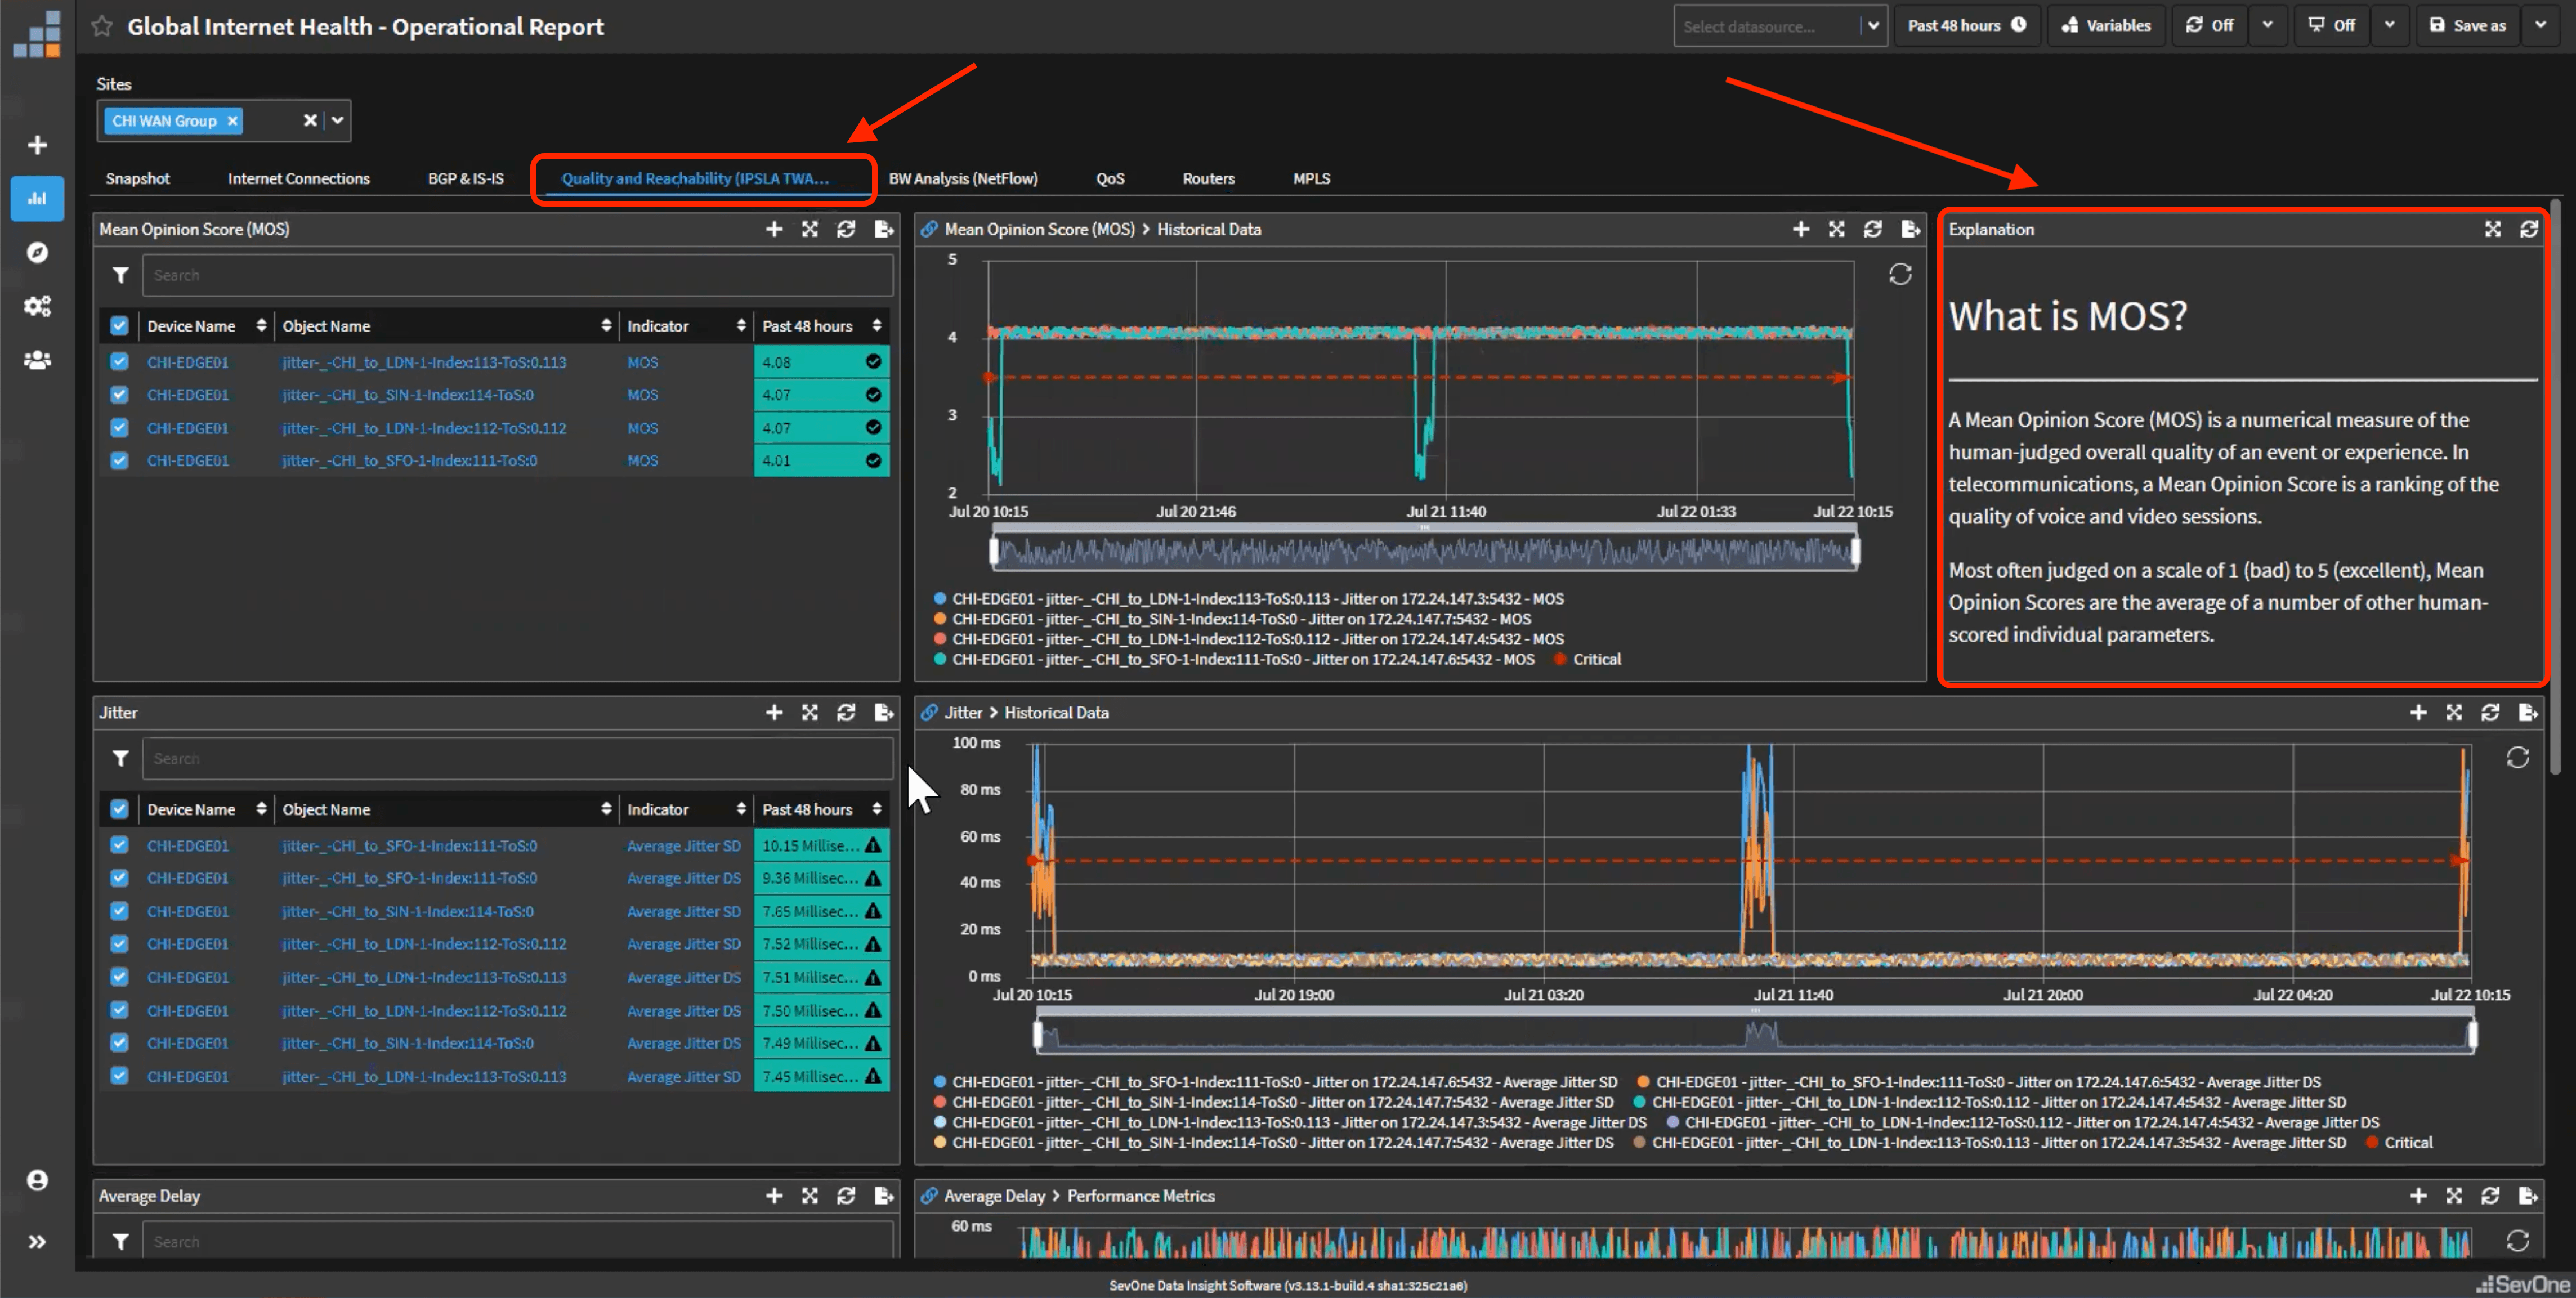 Global Internet Health - Operational Report
Select datasource...
Past 48 hours
Variables
Off
Off
Save as
Sites
CHI WAN Group
Snapshot
Internet Connections
BGP & IS-IS
Quality and Reachability (IPSLA TWA...
BW Analysis (NetFlow)
QoS
Routers
MPLS
Mean Opinion Score (MOS)
Search
Device Name Object Name Indicator Past 48 hours
CHI-EDGE01 jitter-_-CHI_to_LDN-1-Index:113-ToS:0.113 MOS 4.08
CHI-EDGE01 jitter-_-CHI_to_SIN-1-Index:114-ToS:0 MOS 4.07
CHI-EDGE01 jitter-_-CHI_to_LDN-1-Index:112-ToS:0.112 MOS 4.07
CHI-EDGE01 jitter-_-CHI_to_SFO-1-Index:111-ToS:0 MOS 4.01
Mean Opinion Score (MOS) > Historical Data
5
4
3
2
Jul 20 10:15 Jul 20 21:46 Jul 21 11:40 Jul 22 01:33 Jul 22 10:15
CHI-EDGE01 - jitter-_-CHI_to_LDN-1-Index:113-ToS:0.113 - Jitter on 172.24.147.3:5432 - MOS
CHI-EDGE01 - jitter-_-CHI_to_SIN-1-Index:114-ToS:0 - Jitter on 172.24.147.7:5432 - MOS
CHI-EDGE01 - jitter-_-CHI_to_LDN-1-Index:112-ToS:0.112 - Jitter on 172.24.147.4:5432 - MOS
CHI-EDGE01 - jitter-_-CHI_to_SFO-1-Index:111-ToS:0 - Jitter on 172.24.147.6:5432 - MOS Critical
Explanation
What is MOS?
A Mean Opinion Score (MOS) is a numerical measure of the
human-judged overall quality of an event or experience. In
telecommunications, a Mean Opinion Score is a ranking of the
quality of voice and video sessions.
Most often judged on a scale of 1 (bad) to 5 (excellent), Mean
Opinion Scores are the average of a number of other human-
scored individual parameters.
Jitter
Search
Device Name Object Name Indicator Past 48 hours
CHI-EDGE01 jitter-_-CHI_to_SFO-1-Index:111-ToS:0 Average Jitter SD 10.15 Millise...
CHI-EDGE01 jitter-_-CHI_to_SFO-1-Index:111-ToS:0 Average Jitter DS 9.36 Millisec...
CHI-EDGE01 jitter-_-CHI_to_SIN-1-Index:114-ToS:0 Average Jitter SD 7.65 Millisec...
CHI-EDGE01 jitter-_-CHI_to_LDN-1-Index:112-ToS:0.112 Average Jitter SD 7.52 Millisec...
CHI-EDGE01 jitter-_-CHI_to_LDN-1-Index:113-ToS:0.113 Average Jitter DS 7.51 Millisec...
CHI-EDGE01 jitter-_-CHI_to_LDN-1-Index:112-ToS:0.112 Average Jitter DS 7.50 Millisec...
CHI-EDGE01 jitter-_-CHI_to_SIN-1-Index:114-ToS:0 Average Jitter DS 7.49 Millisec...
CHI-EDGE01 jitter-_-CHI_to_LDN-1-Index:113-ToS:0.113 Average Jitter SD 7.45 Millisec...
Jitter > Historical Data
100 ms
80 ms
60 ms
40 ms
20 ms
0 ms
Jul 20 10:15 Jul 20 19:00 Jul 21 03:20 Jul 21 11:40 Jul 21 20:00 Jul 22 04:20 Jul 22 10:15
CHI-EDGE01 - jitter-_-CHI_to_SFO-1-Index:111-ToS:0 - Jitter on 172.24.147.6:5432 - Average Jitter SD CHI-EDGE01 - jitter-_-CHI_to_SFO-1-Index:111-ToS:0 - Jitter on 172.24.147.6:5432 - Average Jitter DS
CHI-EDGE01 - jitter-_-CHI_to_SIN-1-Index:114-ToS:0 - Jitter on 172.24.147.7:5432 - Average Jitter SD CHI-EDGE01 - jitter-_-CHI_to_LDN-1-Index:112-ToS:0.112 - Jitter on 172.24.147.4:5432 - Average Jitter SD
CHI-EDGE01 - jitter-_-CHI_to_LDN-1-Index:113-ToS:0.113 - Jitter on 172.24.147.3:5432 - Average Jitter DS CHI-EDGE01 - jitter-_-CHI_to_LDN-1-Index:112-ToS:0.112 - Jitter on 172.24.147.4:5432 - Average Jitter DS
CHI-EDGE01 - jitter-_-CHI_to_SIN-1-Index:114-ToS:0 - Jitter on 172.24.147.7:5432 - Average Jitter DS CHI-EDGE01 - jitter-_-CHI_to_LDN-1-Index:113-ToS:0.113 - Jitter on 172.24.147.3:5432 - Average Jitter SD Critical
Average Delay
Search
Average Delay > Performance Metrics
60 ms
SevOne Data Insight Software (v3.13.1-build.4 sha1:325c21a6)
SevOne